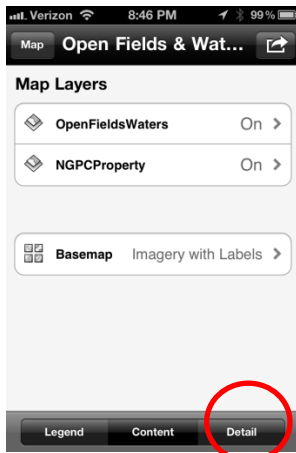 Verizon 8:46 PM 99%
Map Open Fields & Wat...
Map Layers
OpenFieldsWaters On
NGPCProperty On
Basemap Imagery with Labels
Legend Content Detail